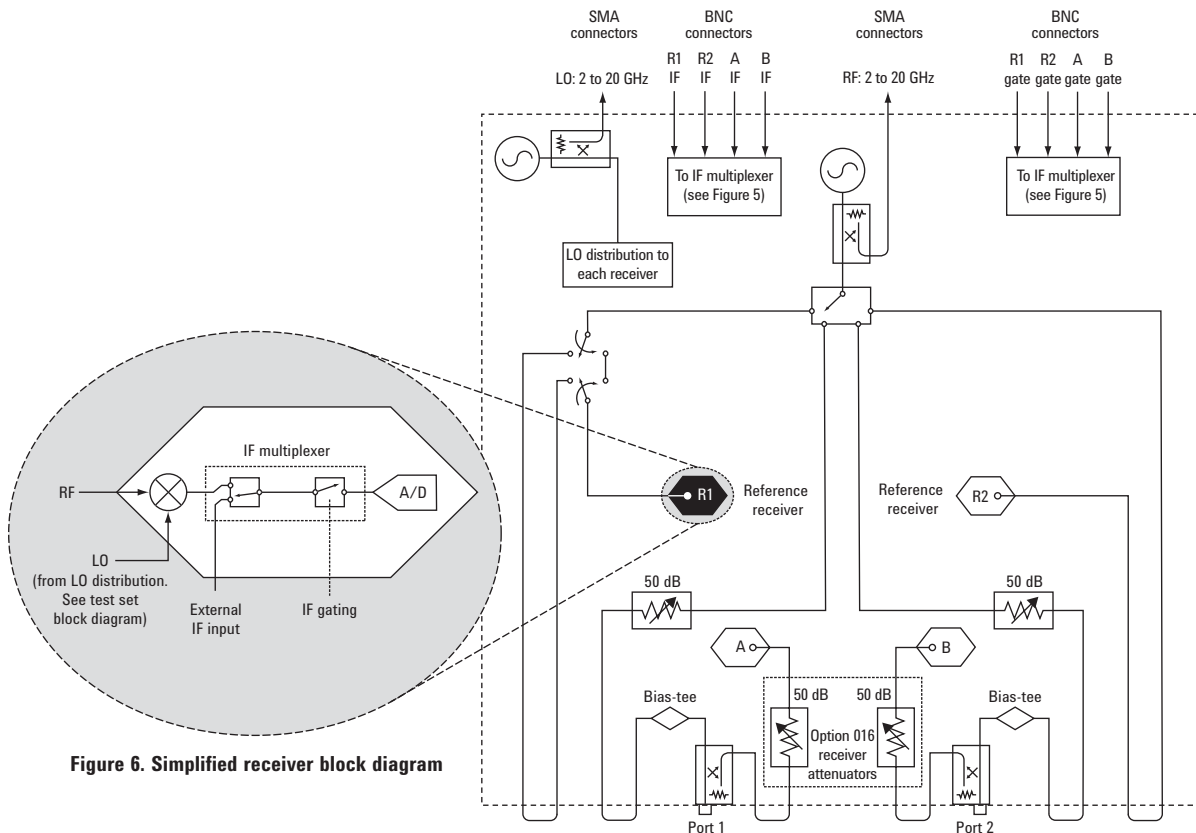 SMA
connectors
BNC
connectors
SMA
connectors
BNC
connectors
R1
IF
R2
IF
A
IF
B
IF
R1
gate
R2
gate
A
gate
B
gate
LO: 2 to 20 GHz
RF: 2 to 20 GHz
To IF multiplexer
(see Figure 5)
To IF multiplexer
(see Figure 5)
LO distribution to
each receiver
IF multiplexer
RF
A/D
LO
(from LO distribution.
See test set
block diagram)
External
IF input
IF gating
R1
Reference
receiver
Reference
receiver
R2
50 dB
50 dB
A
B
50 dB
50 dB
Bias-tee
Bias-tee
Option 016
receiver
attenuators
Port 1
Port 2
Figure 6. Simplified receiver block diagram